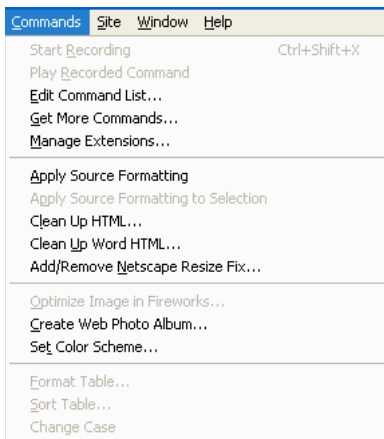 Commands Site Window Help
Start Recording Ctrl+Shift+X
Play Recorded Command
Edit Command List...
Get More Commands...
Manage Extensions...
Apply Source Formatting
Apply Source Formatting to Selection
Clean Up HTML...
Clean Up Word HTML...
Add/Remove Netscape Resize Fix...
Optimize Image in Fireworks...
Create Web Photo Album...
Set Color Scheme...
Format Table...
Sort Table...
Change Case